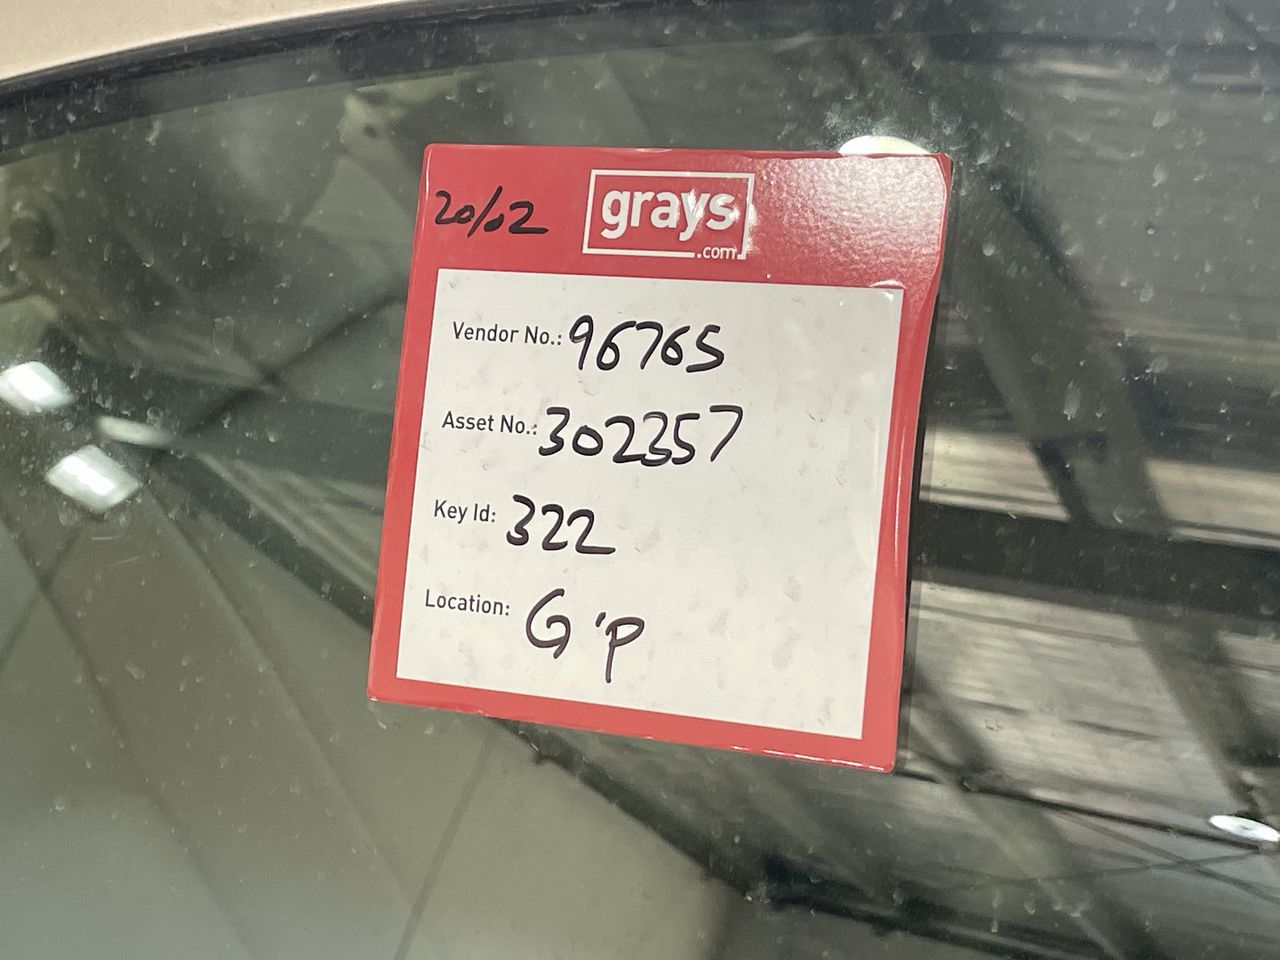 20/02
grays
.com
Vendor No.: 96765
Asset No.: 302357
Key Id: 322
Location: G'p